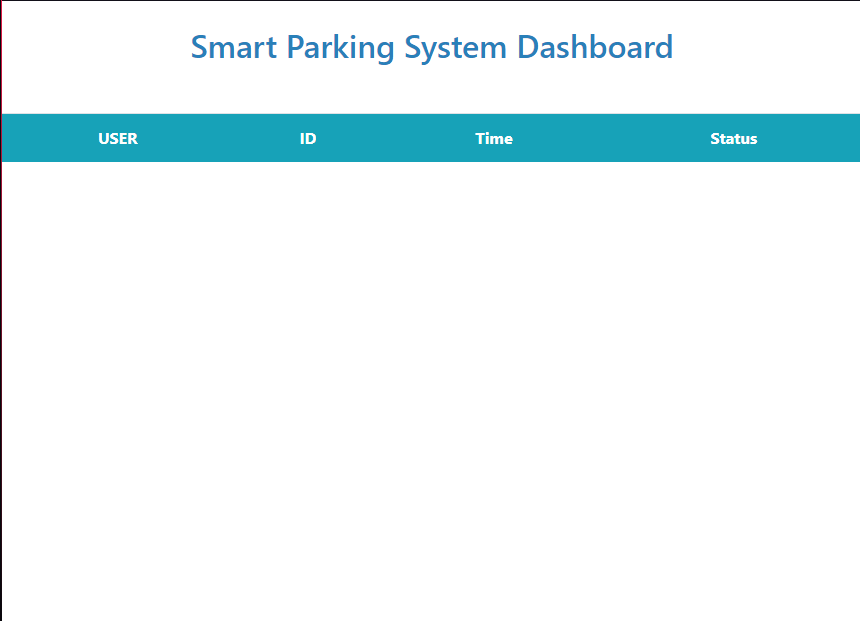 Smart Parking System Dashboard
USER ID Time Status